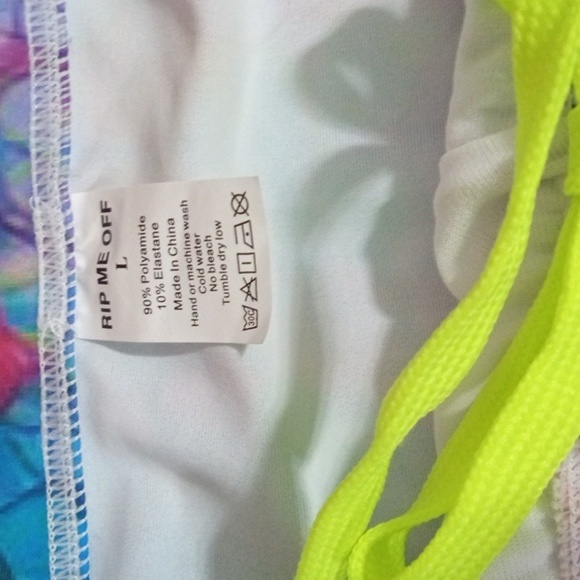 RIP ME OFF
L
90% Polyamide
10% Elastane
Made In China
Hand or machine wash
Cold water
No bleach
Tumble dry low
30C